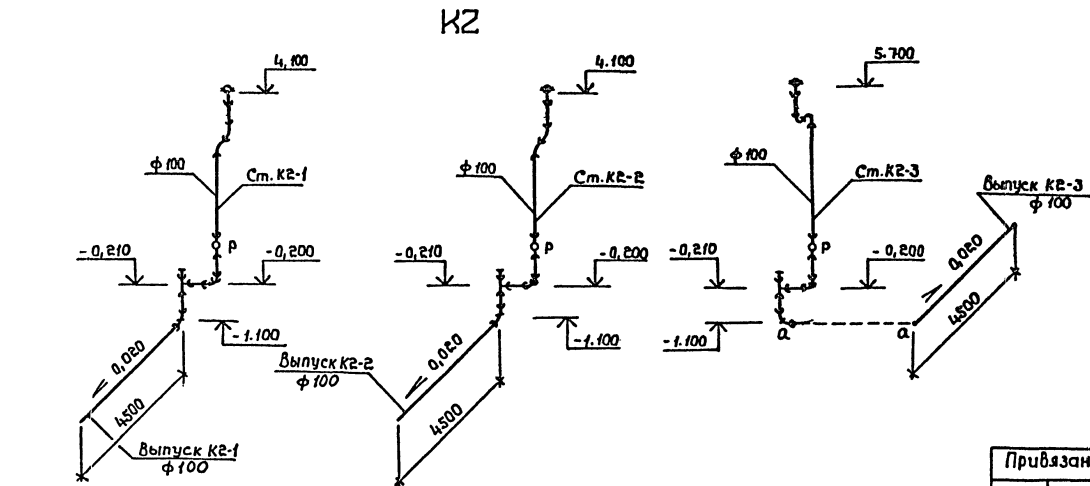 К2
4,100
ф100
Ст. К2-1
Р
-0,210
-0,200
-1.100
0,020
4500
Выпуск К2-1
ф100
4.100
ф100
Ст. К2-2
Р
-0,210
-0,200
-1.100
Выпуск К2-2
ф100
0,020
4500
5.700
ф100
Ст. К2-3
Выпуск К2-3
ф100
Р
-0,210
-0,200
0,020
а
а
-1.100
4500
Привязан